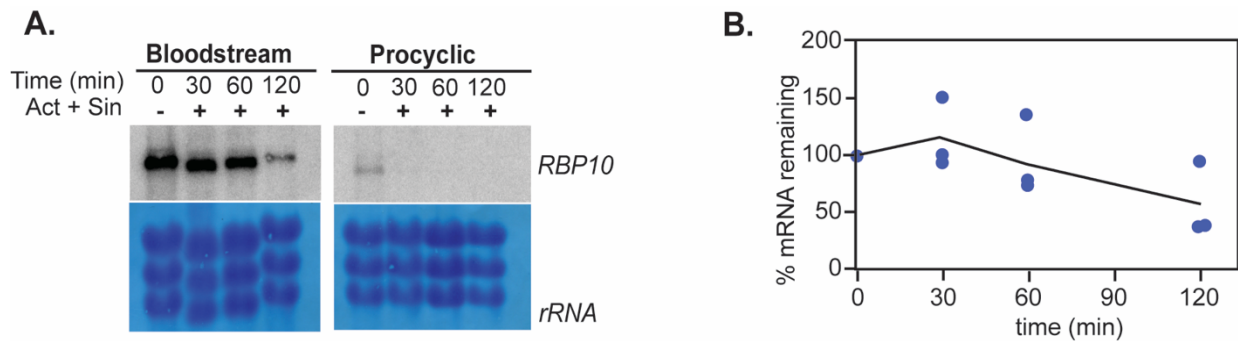 A.
Bloodstream Procyclic
Time (min) 0 30 60 120 0 30 60 120
Act + Sin - + + + - + + +
RBP10
rRNA
B.
200
150
100
50
0
% mRNA remaining
0 30 60 90 120
time (min)